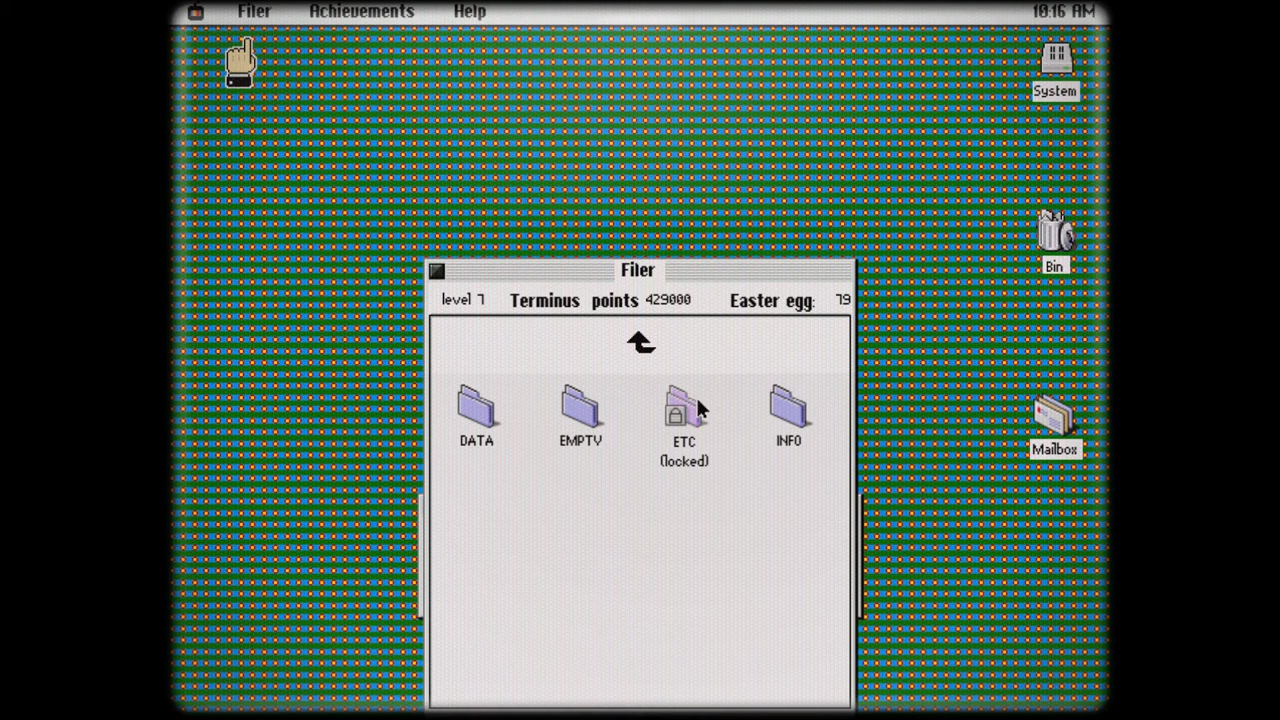 Filer Achievements Help 10:16 AM
System
Bin
Filer
level 7 Terminus points 429000 Easter egg: 79
DATA EMPTY ETC INFO
(locked)
Mailbox